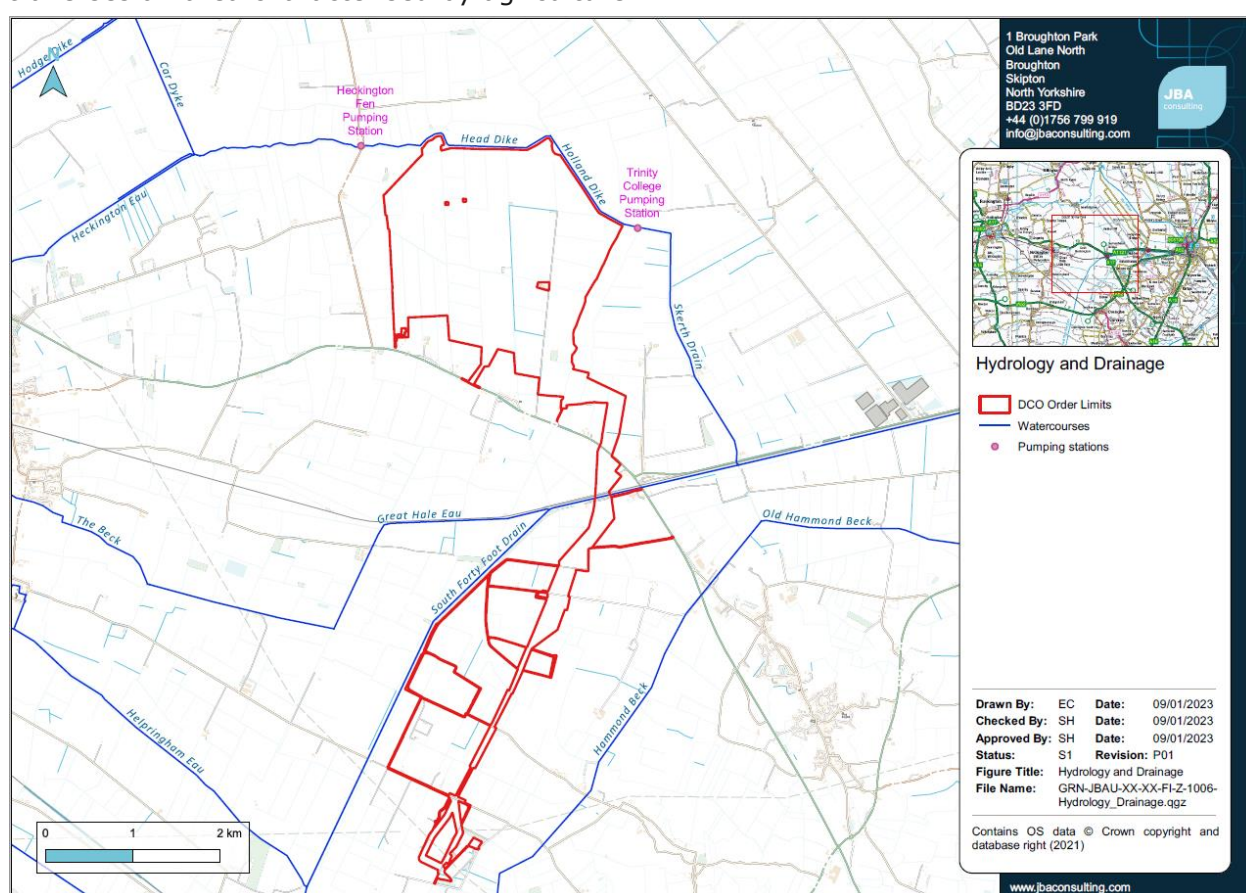 Hodge Dike
Car Dyke
Heckington
Fen
Pumping
Station
Head Dike
Holland Dike
Trinity
College
Pumping
Station
Heckington Eau
Skerth Drain
Great Hale Eau
Old Hammond Beck
The Beck
South Forty Foot Drain
Hammond Beck
Helpringham Eau
0 1 2 km
1 Broughton Park
Old Lane North
Broughton
Skipton
North Yorkshire
BD23 3FD
+44 (0)1756 799 919
info@jbaconsulting.com
JBA
consulting
Hydrology and Drainage
DCO Order Limits
Watercourses
Pumping stations
Drawn By: EC Date: 09/01/2023
Checked By: SH Date: 09/01/2023
Approved By: SH Date: 09/01/2023
Status: S1 Revision: P01
Figure Title: Hydrology and Drainage
File Name: GRN-JBAU-XX-XX-FI-Z-1006-
Hydrology_Drainage.qgz
Contains OS data © Crown copyright and
database right (2021)
www.jbaconsulting.com